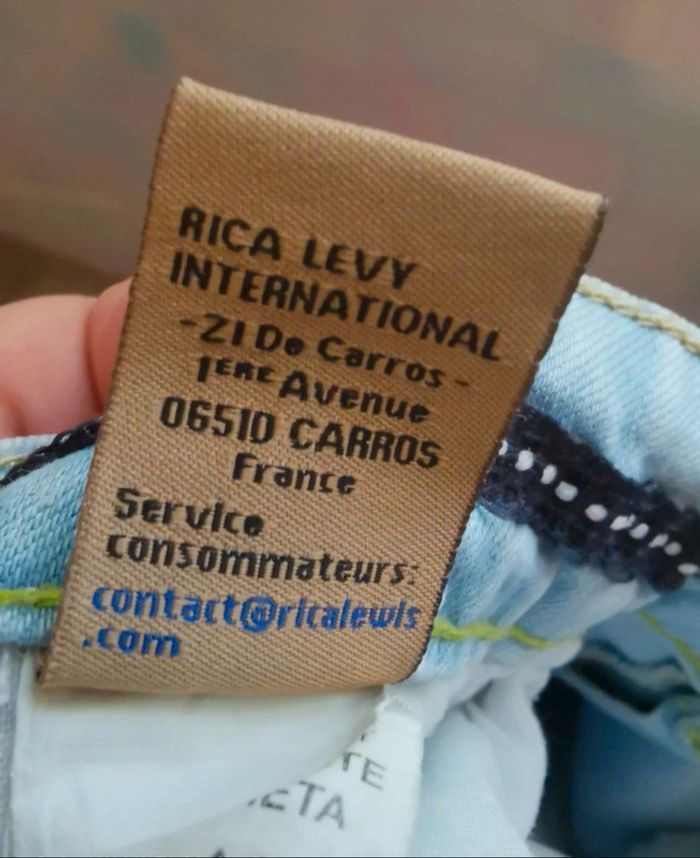 RICA LEVY
INTERNATIONAL
-ZI De Carros-
1ERE Avenue
06510 CARROS
France
Service
consommateurs:
contact@ricalewis
.com